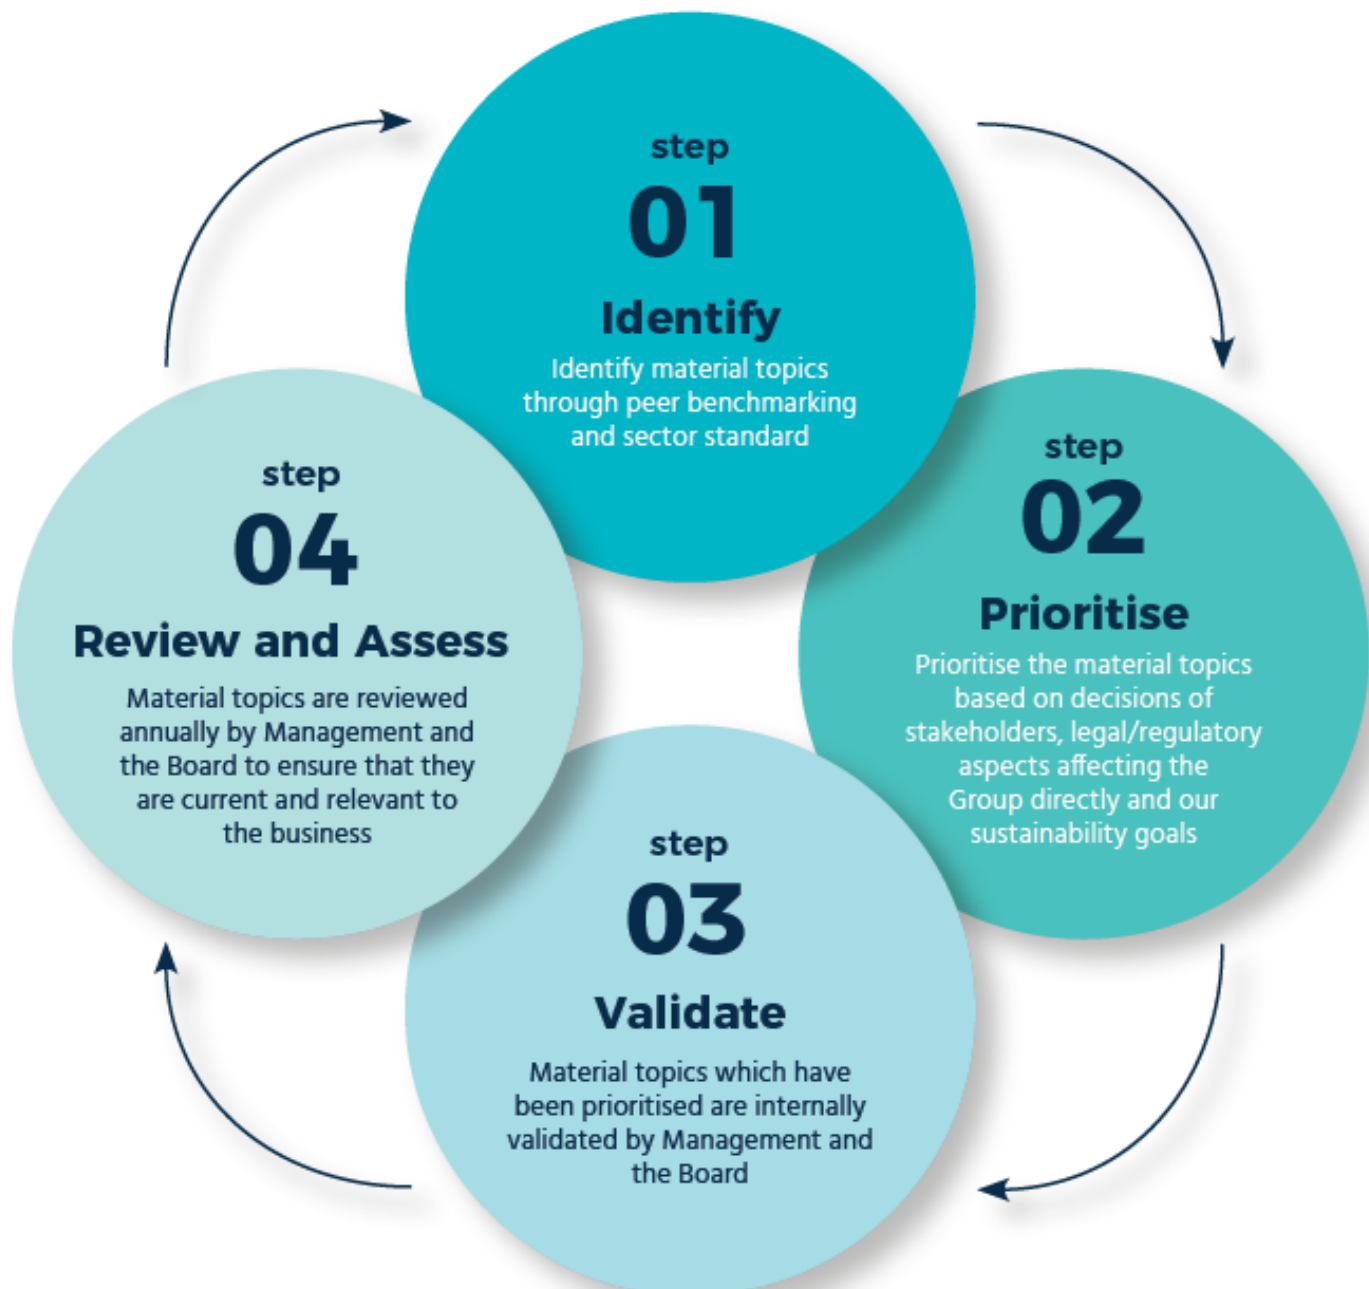 step
01
Identify
Identify material topics
through peer benchmarking
and sector standard
step
02
Prioritise
Prioritise the material topics
based on decisions of
stakeholders, legal/regulatory
aspects affecting the
Group directly and our
sustainability goals
step
03
Validate
Material topics which have
been prioritised are internally
validated by Management and
the Board
step
04
Review and Assess
Material topics are reviewed
annually by Management and
the Board to ensure that they
are current and relevant to
the business